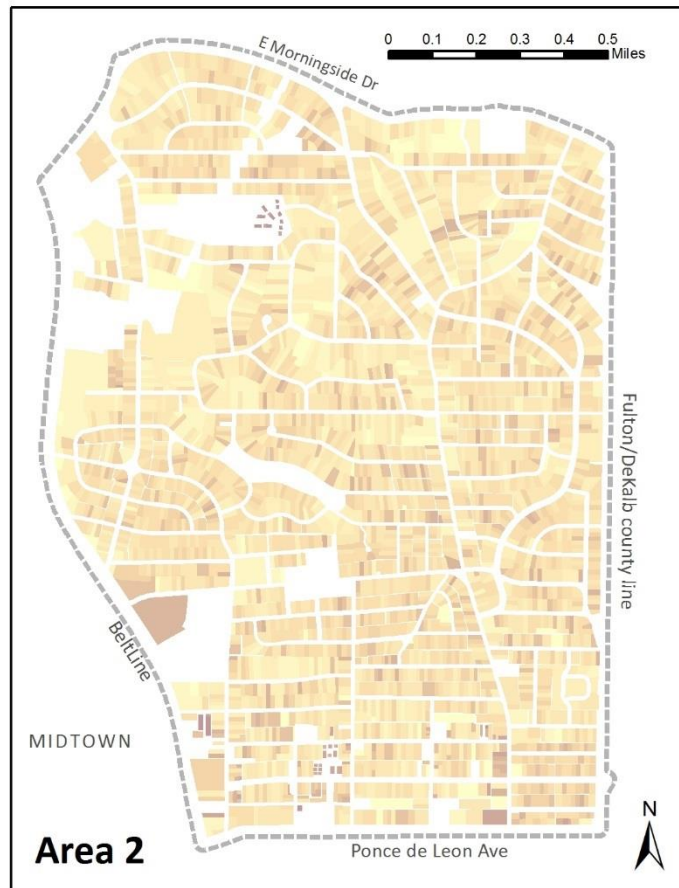 0 0.1 0.2 0.3 0.4 0.5
Miles
E Morningside Dr
Fulton/DeKalb county line
BeltLine
MIDTOWN
N
Area 2
Ponce de Leon Ave